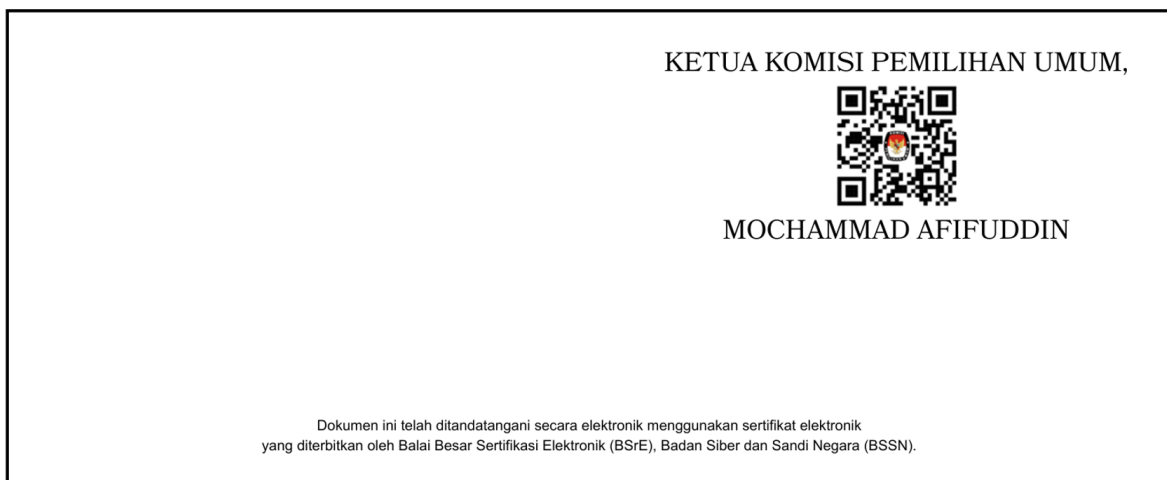 KETUA KOMISI PEMILIHAN UMUM,
MOCHAMMAD AFIFUDDIN
Dokumen ini telah ditandatangani secara elektronik menggunakan sertifikat elektronik
yang diterbitkan oleh Balai Besar Sertifikasi Elektronik (BSrE), Badan Siber dan Sandi Negara (BSSN).